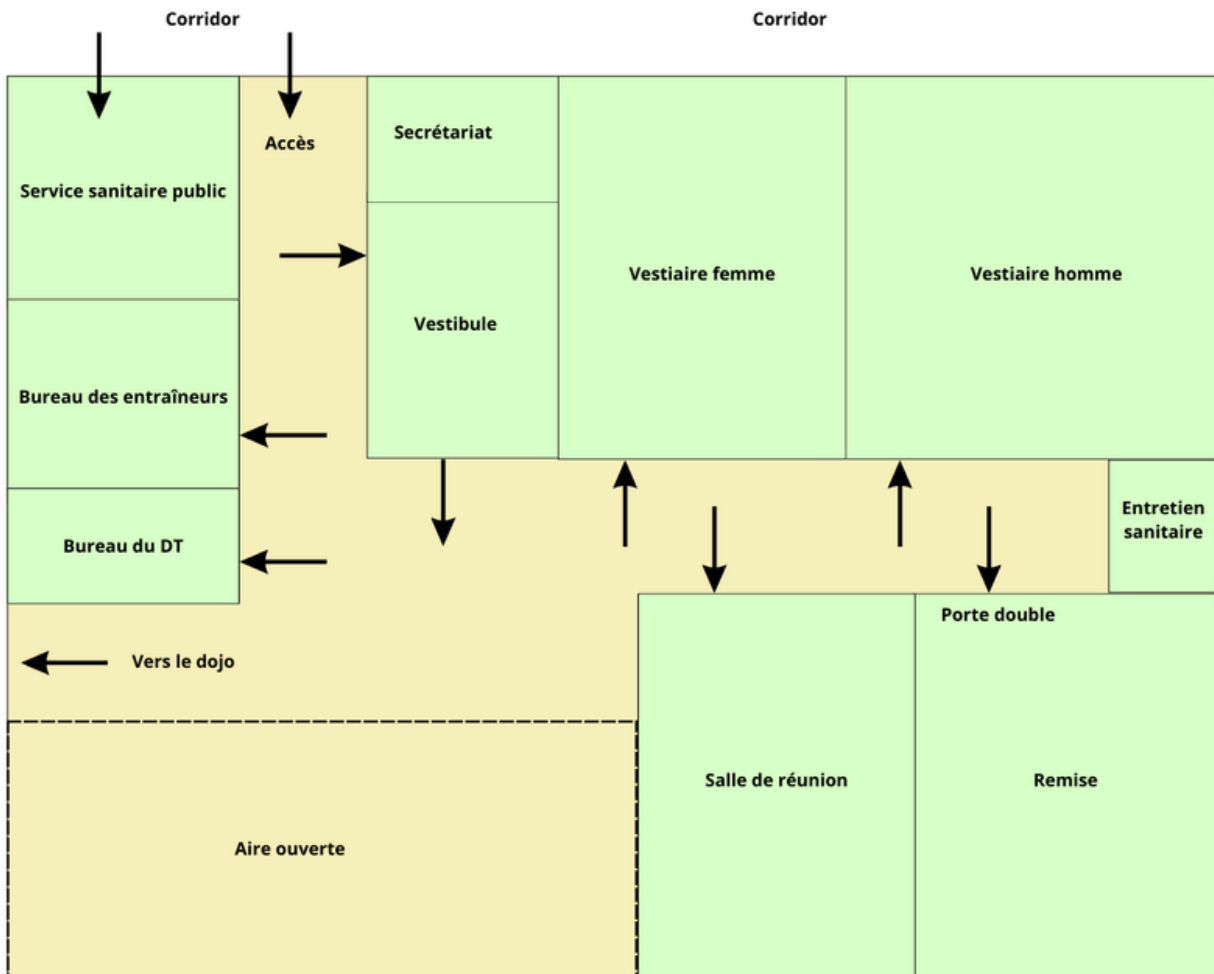 Corridor
Corridor
Accès
Secrétariat
Service sanitaire public
Vestiaire femme
Vestiaire homme
Vestibule
Bureau des entraîneurs
Entretien
sanitaire
Bureau du DT
Porte double
Vers le dojo
Salle de réunion
Remise
Aire ouverte